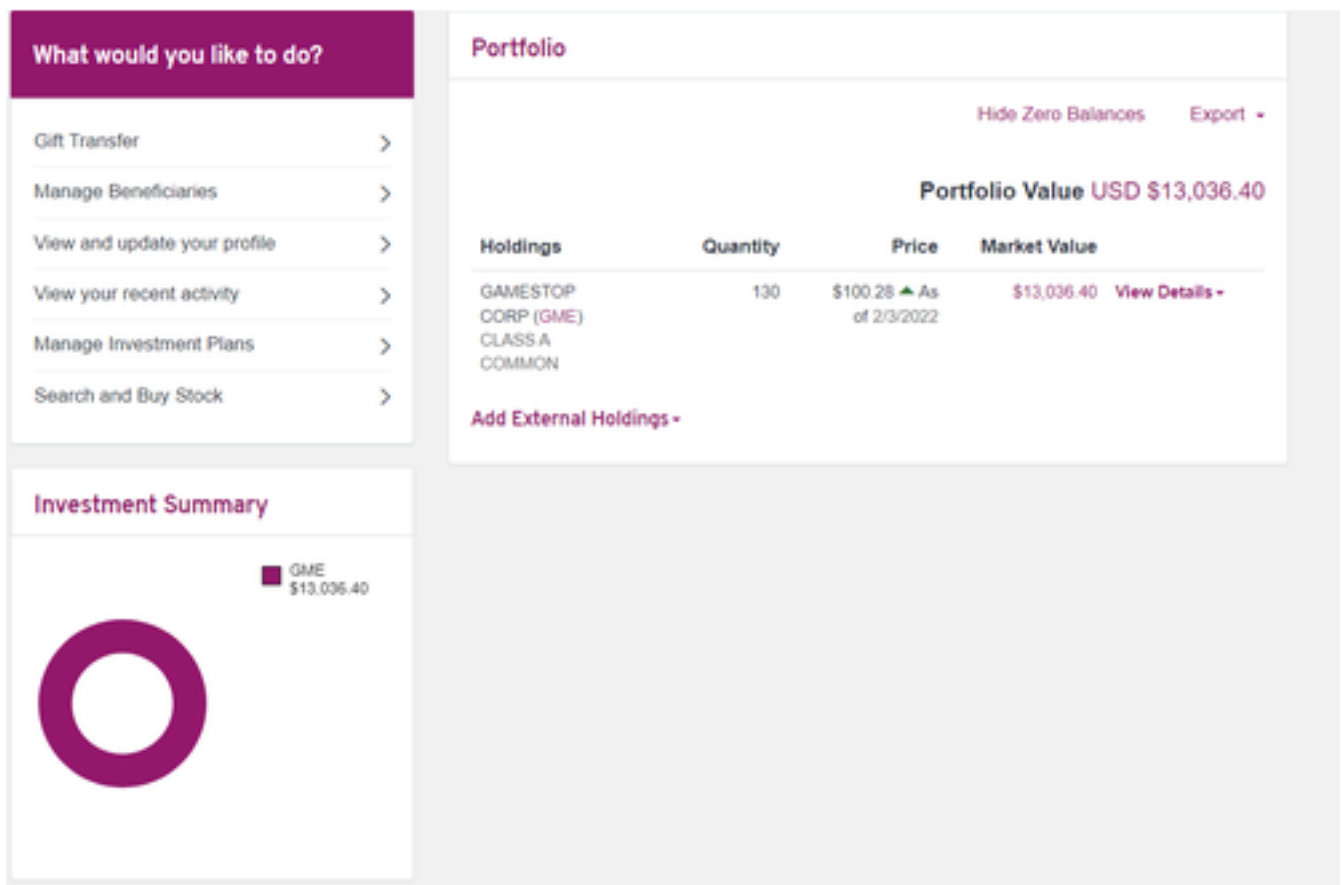 What would you like to do?
Gift Transfer
Manage Beneficiaries
View and update your profile
View your recent activity
Manage Investment Plans
Search and Buy Stock
Investment Summary
GME
$13,036.40
Portfolio
Hide Zero Balances Export
Portfolio Value USD $13,036.40
Holdings Quantity Price Market Value
GAMESTOP 130 $100.28 As $13,036.40 View Details
CORP (GME) of 2/3/2022
CLASS A
COMMON
Add External Holdings